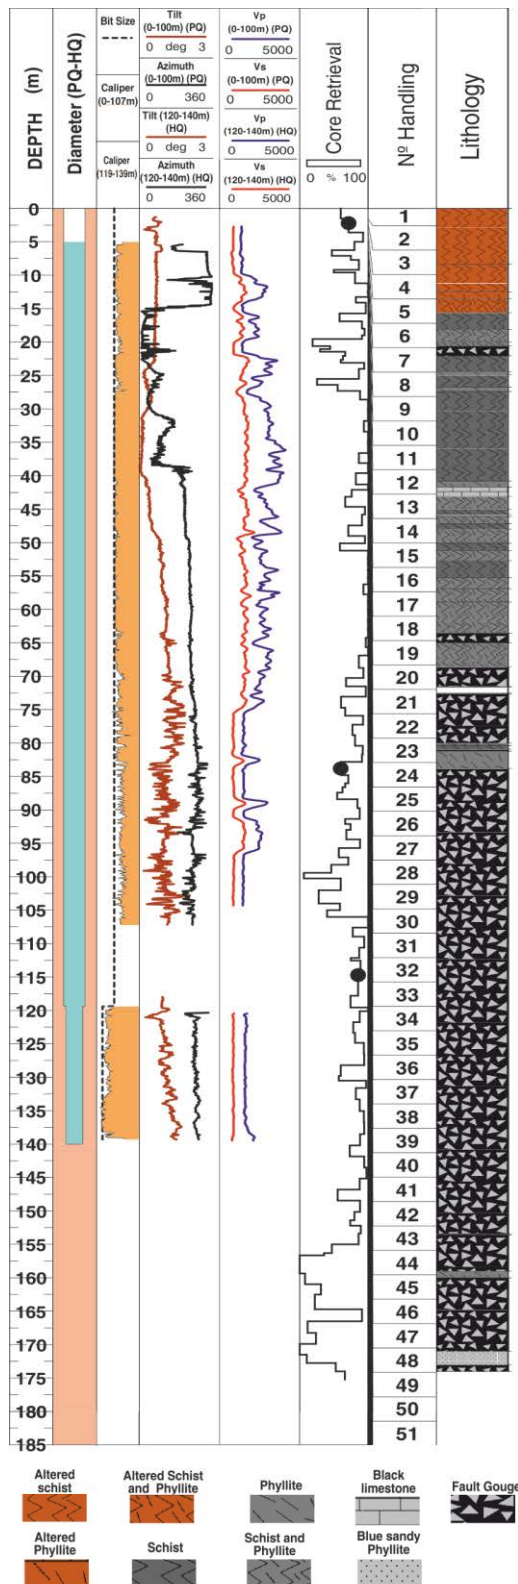 DEPTH (m)
Diameter (PQ-HQ)
Bit Size
Caliper
(0-107m)
Caliper
(119-139m)
Tilt
(0-100m) (PQ)
0 deg 3
Azimuth
(0-100m) (PQ)
0 360
Tilt (120-140m)
(HQ)
0 deg 3
Azimuth
(120-140m) (HQ)
0 360
Vp
(0-100m) (PQ)
0 5000
Vs
(0-100m) (PQ)
0 5000
Vp
(120-140m) (HQ)
0 5000
Vs
(120-140m) (HQ)
0 5000
Core Retrieval
0 % 100
Nº Handling
Lithology
0
5
10
15
20
25
30
35
40
45
50
55
60
65
70
75
80
85
90
95
100
105
110
115
120
125
130
135
140
145
150
155
160
165
170
175
180
185
1
2
3
4
5
6
7
8
9
10
11
12
13
14
15
16
17
18
19
20
21
22
23
24
25
26
27
28
29
30
31
32
33
34
35
36
37
38
39
40
41
42
43
44
45
46
47
48
49
50
51
Altered
schist
Altered Schist
and Phyllite
Phyllite
Black
limestone
Fault Gouge
Altered
Phyllite
Schist
Schist and
Phyllite
Blue sandy
Phyllite